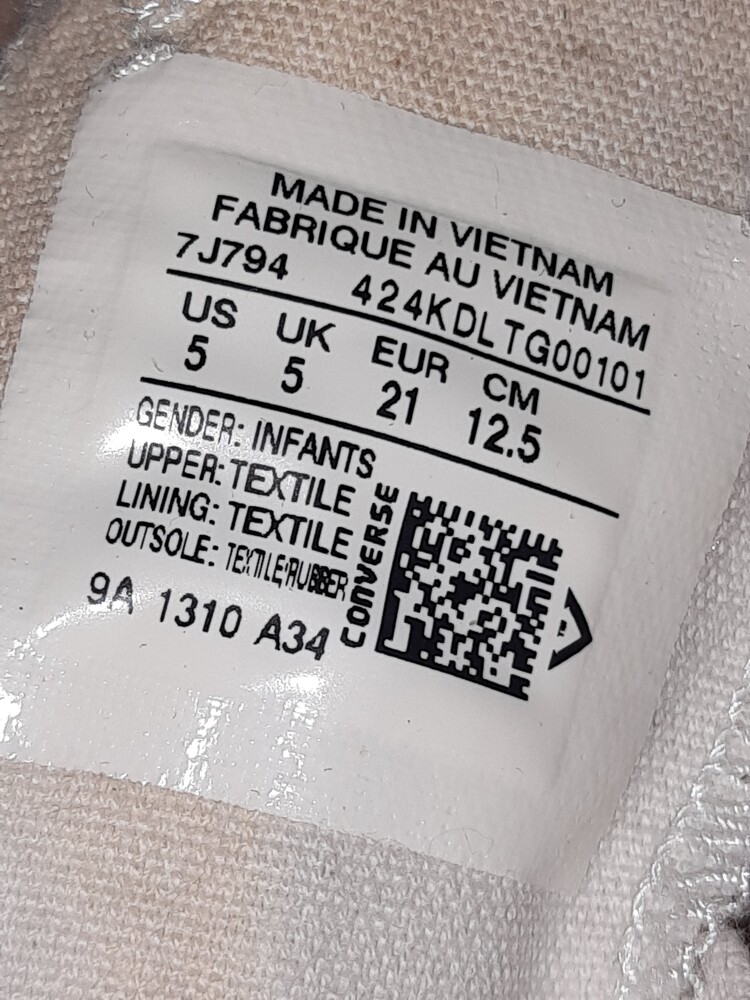 MADE IN VIETNAM
FABRIQUE AU VIETNAM
7J794 424KDLTG00101
US UK EUR CM
5 5 21 12.5
GENDER: INFANTS
UPPER: TEXTILE
LINING: TEXTILE
OUTSOLE: TEXTILE/RUBBER
9A 1310 A34
CONVERSE